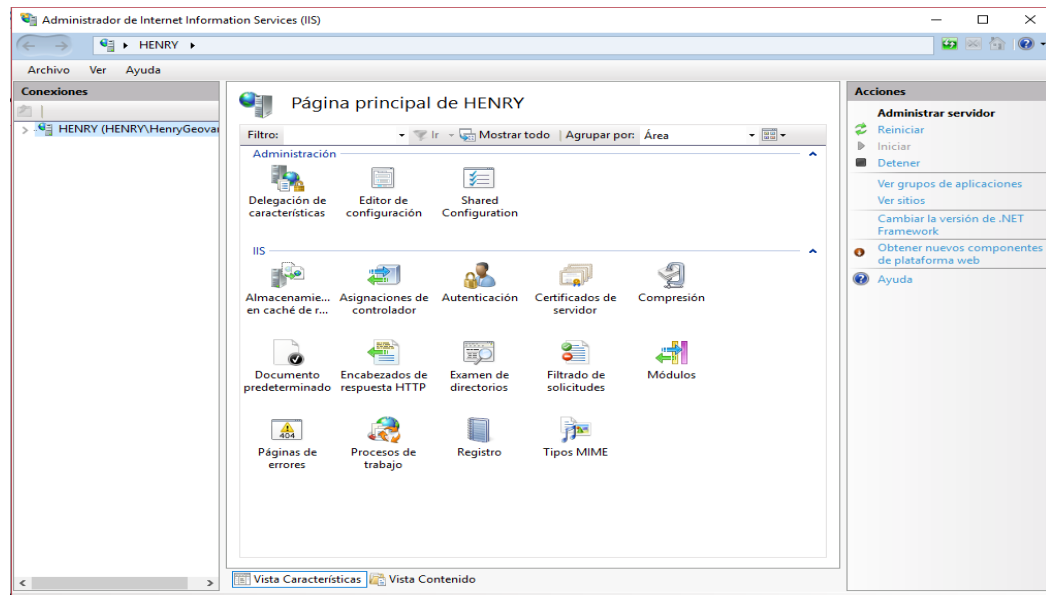 Administrador de Internet Information Services (IIS)
HENRY
Archivo Ver Ayuda
Conexiones
HENRY (HENRY\HenryGeova
Página principal de HENRY
Filtro: Ir Mostrar todo Agrupar por: Área
Administración
Delegación de características
Editor de configuración
Shared Configuration
IIS
Almacenamie... en caché de r...
Asignaciones de controlador
Autenticación
Certificados de servidor
Compresión
Documento predeterminado
Encabezados de respuesta HTTP
Examen de directorios
Filtrado de solicitudes
Módulos
404
Páginas de errores
Procesos de trabajo
Registro
Tipos MIME
Vista Características Vista Contenido
Acciones
Administrar servidor
Reiniciar
Iniciar
Detener
Ver grupos de aplicaciones
Ver sitios
Cambiar la versión de .NET
Framework
Obtener nuevos componentes
de plataforma web
Ayuda